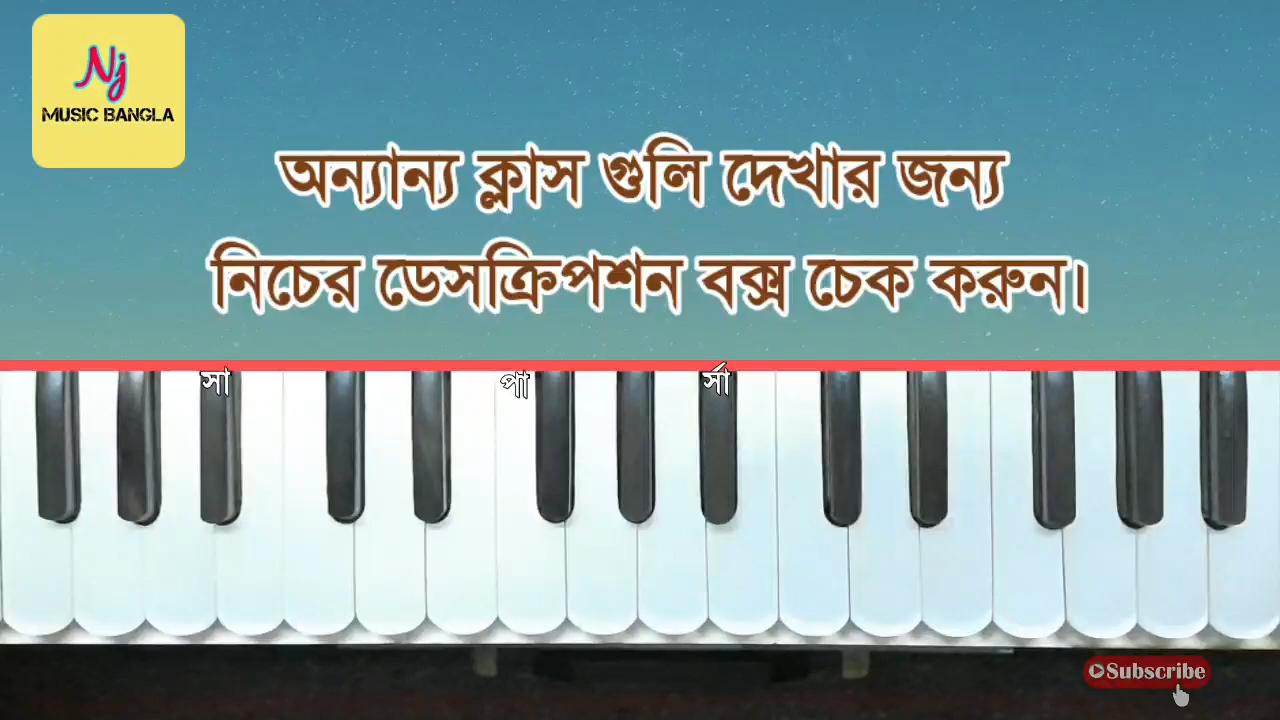 Nj
MUSIC BANGLA
অন্যান্য ক্লাস গুলি দেখার জন্য
নিচের ডেসক্রিপশন বক্স চেক করুন।
সা পা র্সা
Subscribe